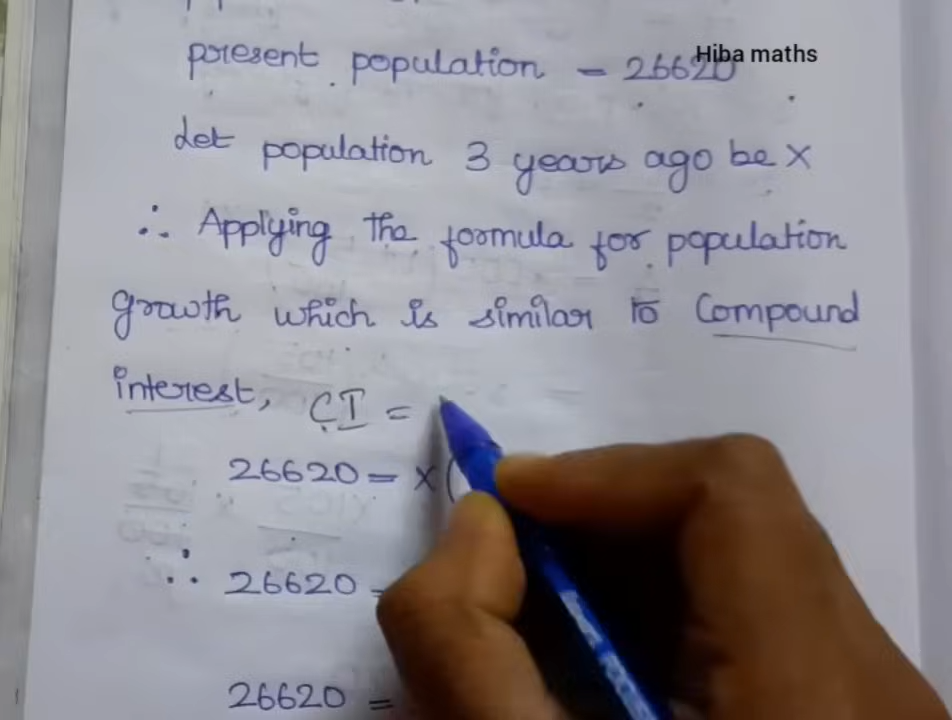 Hiba maths
present population - 26620
Let population 3 years ago be x
∴ Applying the formula for population
growth which is similar to Compound
interest, CI =
26620 = x(
∴ 26620 =
26620 =